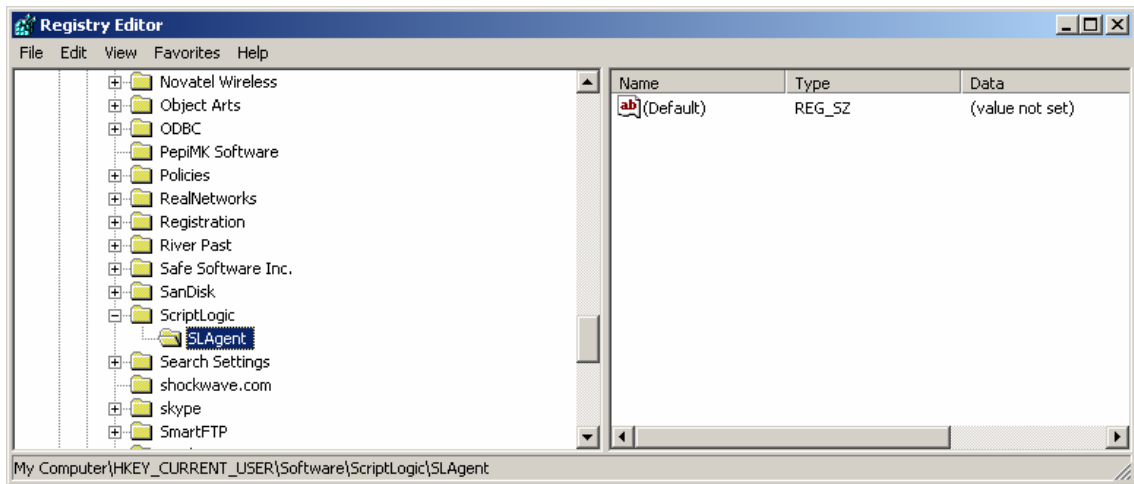 Registry Editor
File Edit View Favorites Help
Novatel Wireless
Object Arts
ODBC
PepiMK Software
Policies
RealNetworks
Registration
River Past
Safe Software Inc.
SanDisk
ScriptLogic
SLAgent
Search Settings
shockwave.com
skype
SmartFTP
Name Type Data
ab (Default) REG_SZ (value not set)
My Computer\HKEY_CURRENT_USER\Software\ScriptLogic\SLAgent